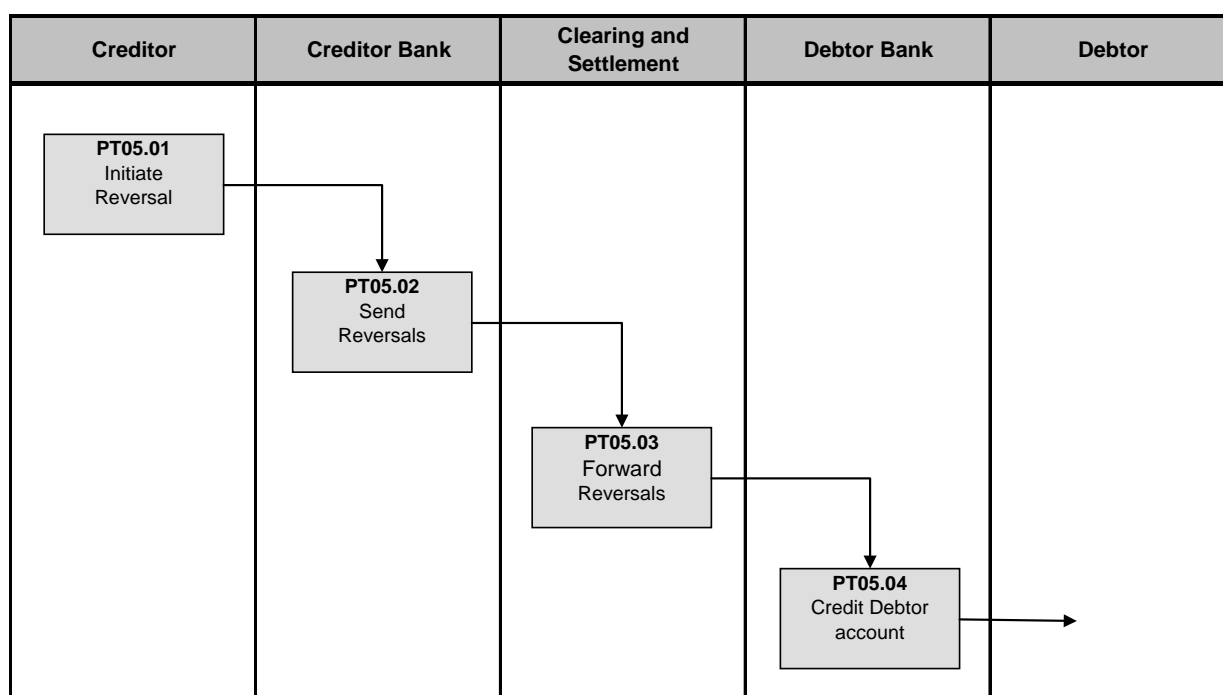 Creditor
Creditor Bank
Clearing and
Settlement
Debtor Bank
Debtor
PT05.01
Initiate
Reversal
PT05.02
Send
Reversals
PT05.03
Forward
Reversals
PT05.04
Credit Debtor
account